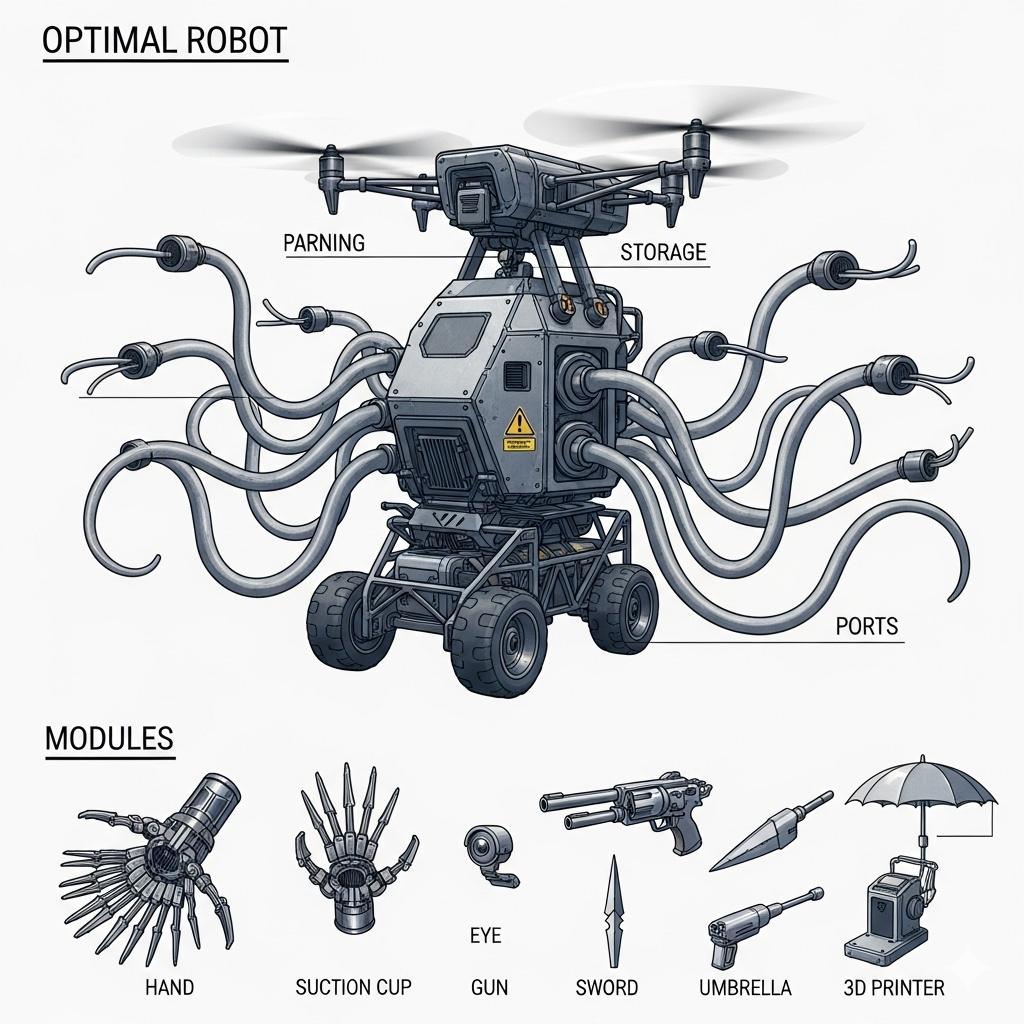 OPTIMAL ROBOT
PARNING
STORAGE
PORTS
MODULES
EYE
HAND
SUCTION CUP
GUN
SWORD
UMBRELLA
3D PRINTER